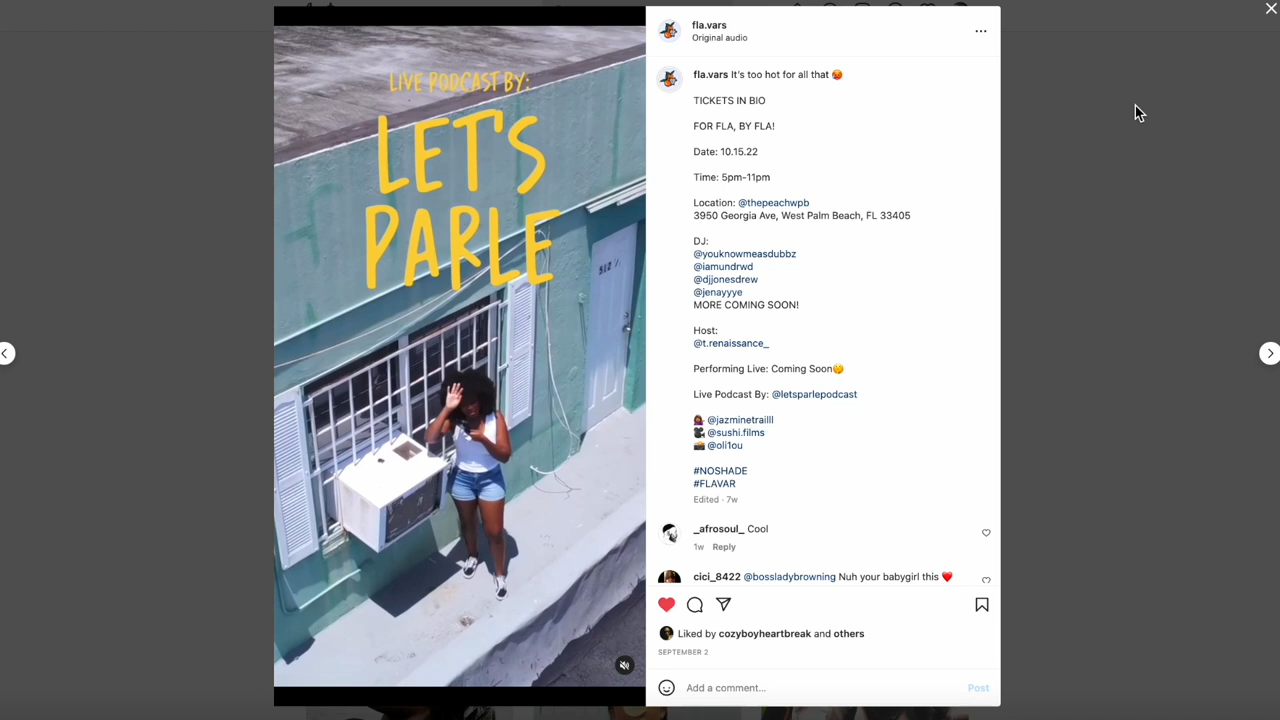 LIVE PODCAST BY:
LET'S
PARLE
512 ½
fla.vars
Original audio
fla.vars It's too hot for all that 🥵
TICKETS IN BIO
FOR FLA, BY FLA!
Date: 10.15.22
Time: 5pm-11pm
Location: @thepeachwpb
3950 Georgia Ave, West Palm Beach, FL 33405
DJ:
@youknowmeasdubbz
@iamundrwd
@djjonesdrew
@jenayyye
MORE COMING SOON!
Host:
@t.renaissance_
Performing Live: Coming Soon🤫
Live Podcast By: @letsparlepodcast
💇🏾‍♀️ @jazminetrailll
🎥 @sushi.films
📸 @oli1ou
#NOSHADE
#FLAVAR
Edited · 7w
_afrosoul_ Cool
1w Reply
cici_8422 @bossladybrowning Nuh your babygirl this ❤️
Liked by cozyboyheartbreak and others
SEPTEMBER 2
Add a comment...
Post